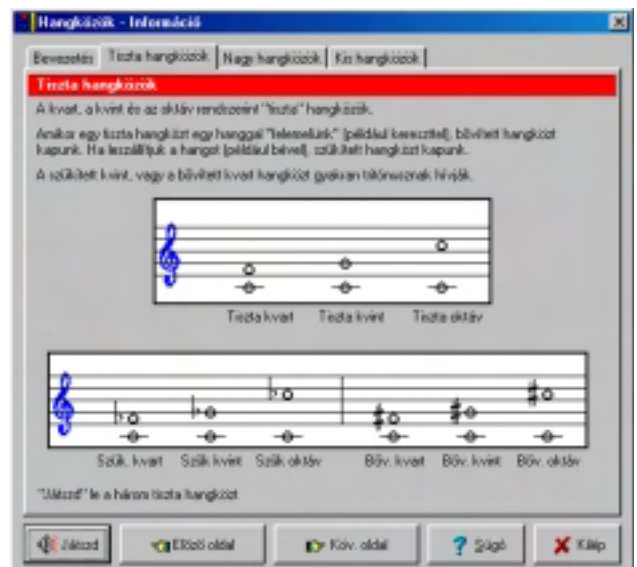 Hangközök - Információ
Bevezetés Tiszta hangközök Nagy hangközök Kis hangközök
Tiszta hangközök
A kvart, a kvint és az oktáv rendszerint "tiszta" hangközök.
Amikor egy tiszta hangközt egy hanggal (például kereszttel), bővített hangközt
kapunk. Ha leszállítjuk a hangot (például bével), szűkített hangközt kapunk.
A szűkített kvint, vagy a bővített kvart hangközt gyakran tritónusznak hívják.
Tiszta kvart Tiszta kvint Tiszta oktáv
Szűk. kvart Szűk kvint Szűk oktáv Bőv. kvart Bőv. kvint Bőv. oktáv
"Játszd" le a három tiszta hangközt
Játszd Előző oldal Köv. oldal Súgó Kilép